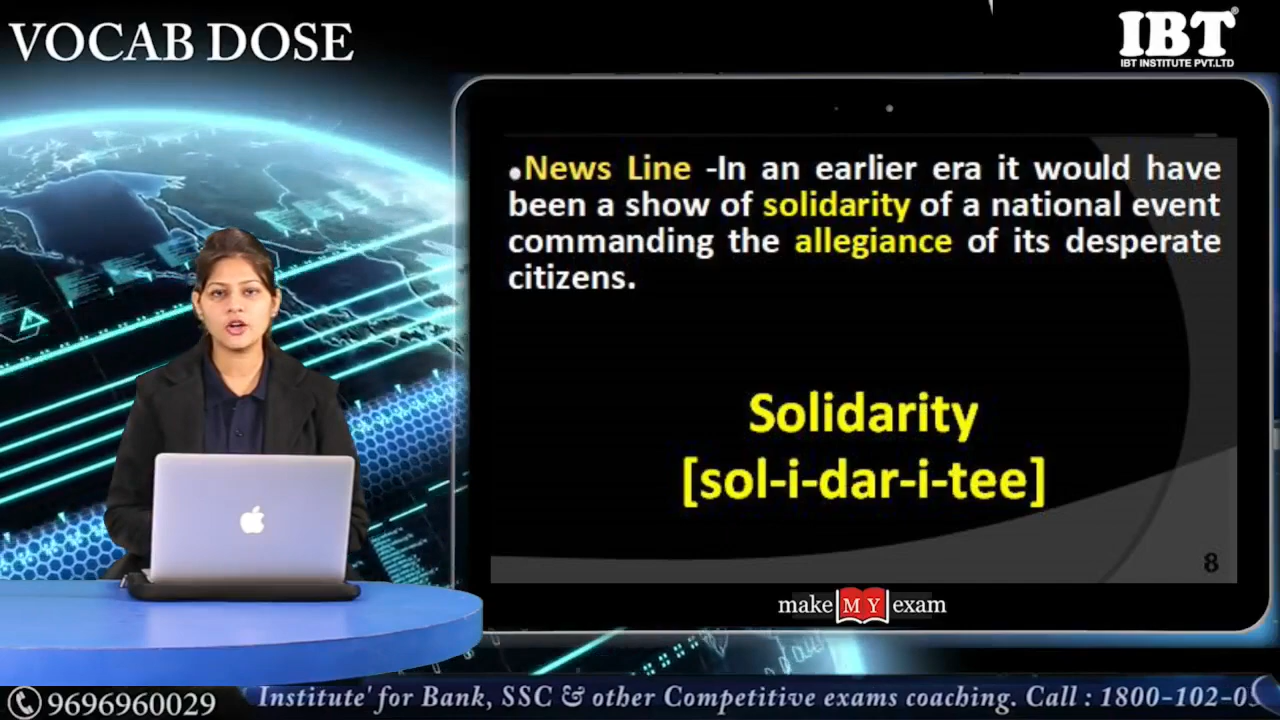 VOCAB DOSE
IBT®
IBT INSTITUTE PVT.LTD
•News Line -In an earlier era it would have
been a show of solidarity of a national event
commanding the allegiance of its desperate
citizens.
Solidarity
[sol-i-dar-i-tee]
8
make MY exam
9696960029
Institute' for Bank, SSC & other Competitive exams coaching. Call : 1800-102-0